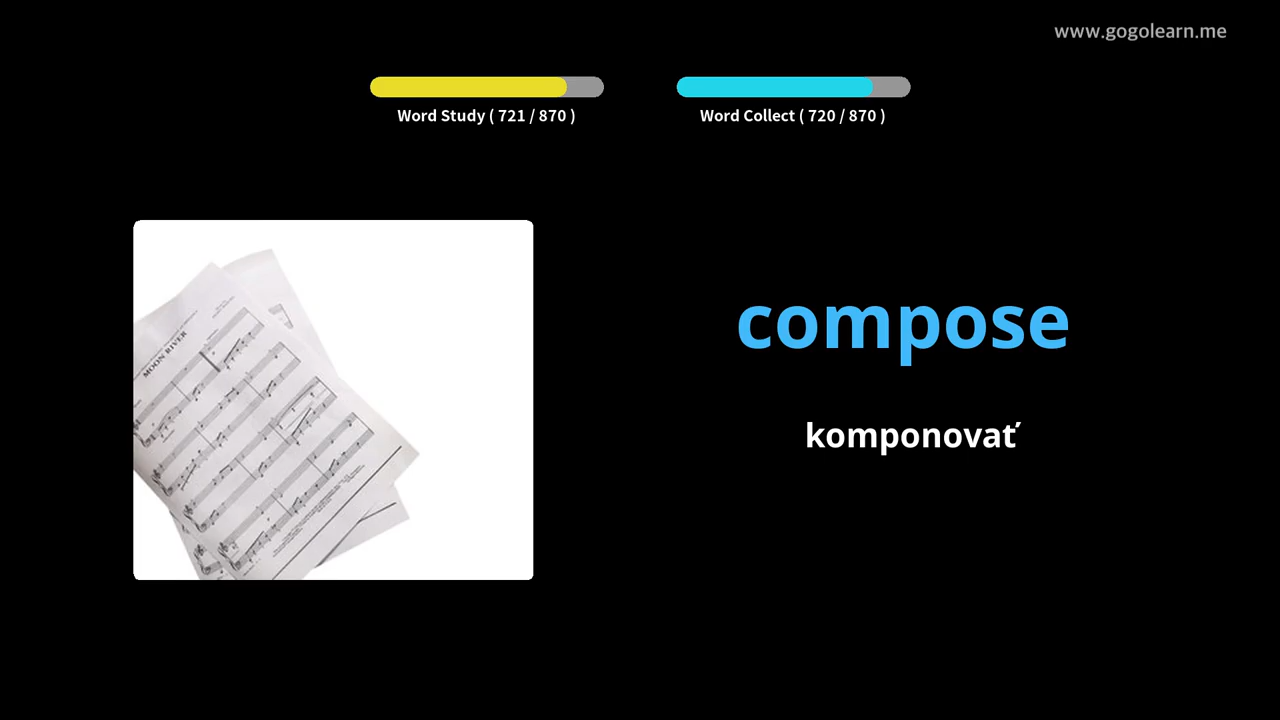 www.gogolearn.me
Word Study ( 721 / 870 )
Word Collect ( 720 / 870 )
MOON RIVER
compose
komponovať